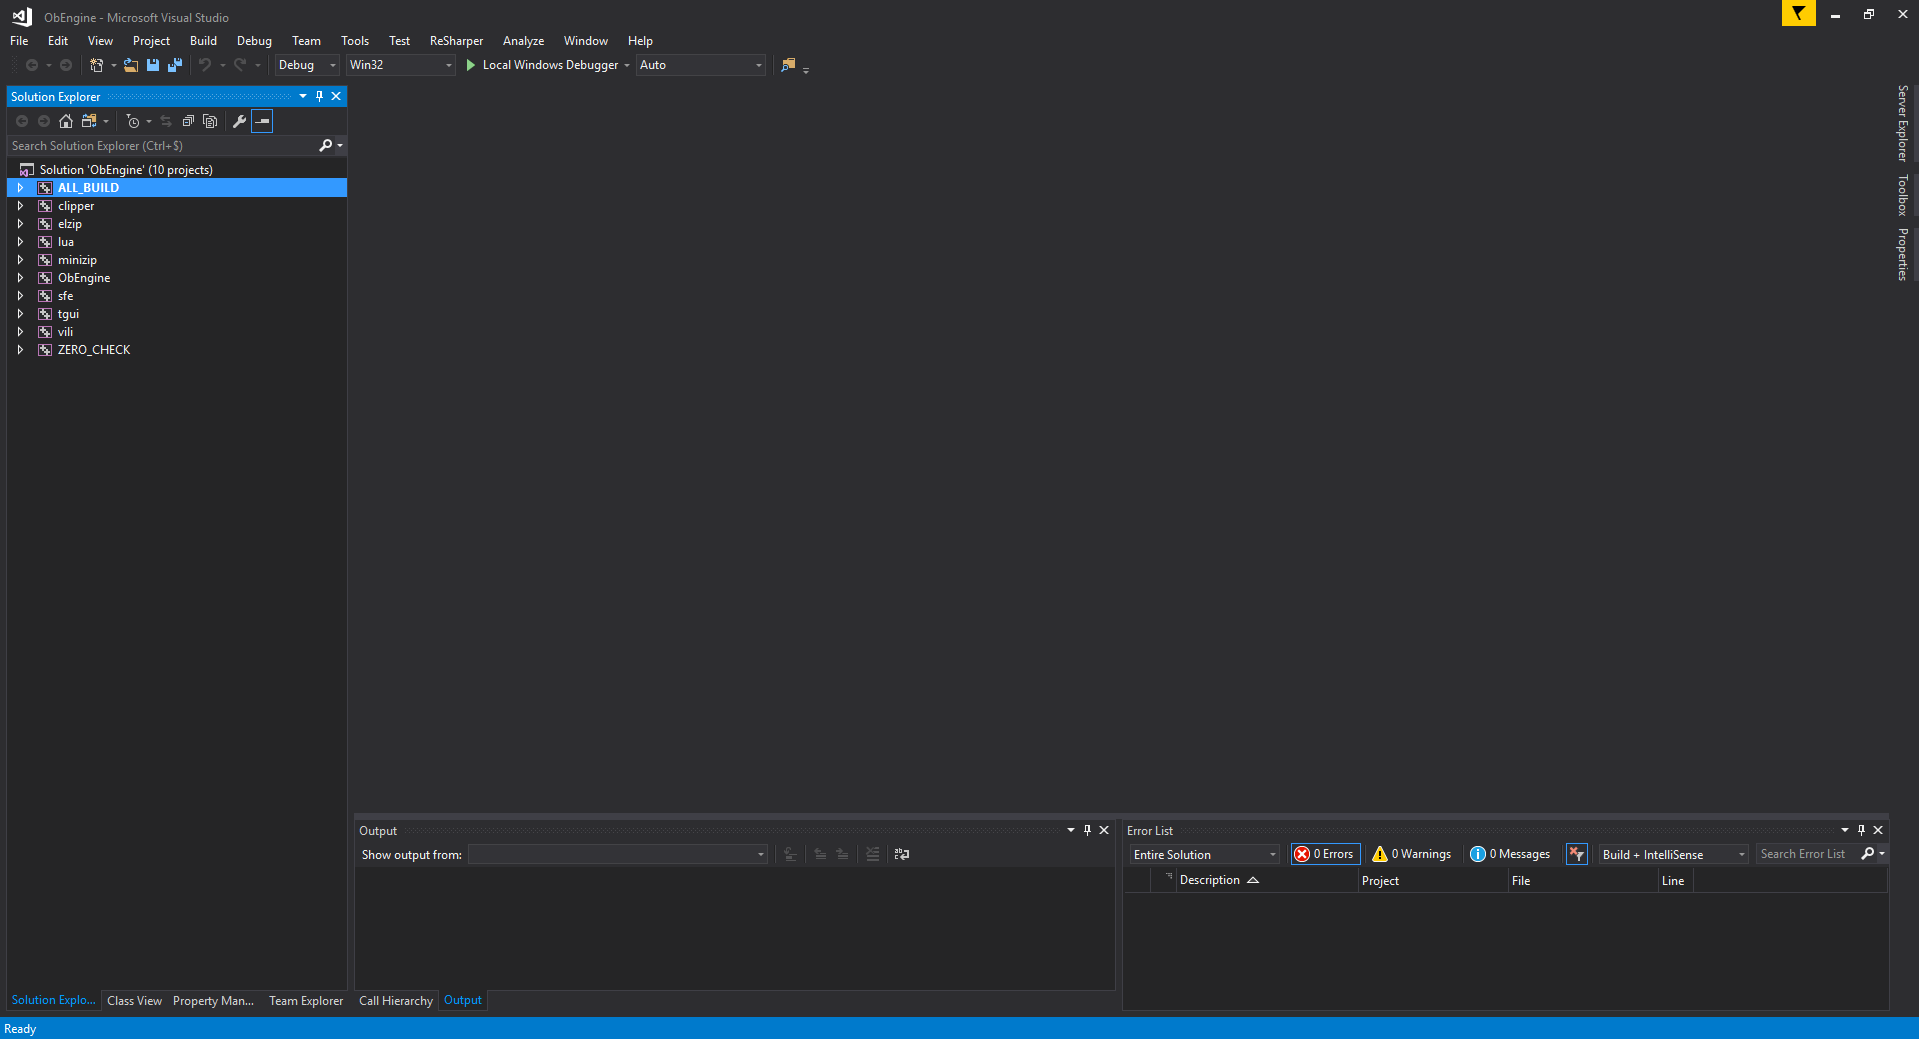 ObEngine - Microsoft Visual Studio
File Edit View Project Build Debug Team Tools Test ReSharper Analyze Window Help
Debug Win32 Local Windows Debugger Auto
Solution Explorer
Search Solution Explorer (Ctrl+$)
Solution 'ObEngine' (10 projects)
ALL_BUILD
clipper
elzip
lua
minizip
ObEngine
sfe
tgui
vili
ZERO_CHECK
Server Explorer
Toolbox
Properties
Output
Show output from:
Error List
Entire Solution 0 Errors 0 Warnings 0 Messages Build + IntelliSense Search Error List
Description Project File Line
Solution Explo... Class View Property Man... Team Explorer Call Hierarchy Output
Ready